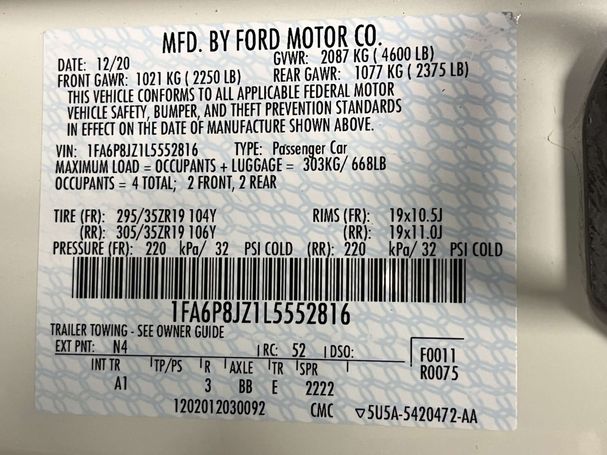 MFD. BY FORD MOTOR CO.
DATE: 12/20 GVWR: 2087 KG ( 4600 LB)
FRONT GAWR: 1021 KG ( 2250 LB) REAR GAWR: 1077 KG ( 2375 LB)
THIS VEHICLE CONFORMS TO ALL APPLICABLE FEDERAL MOTOR
VEHICLE SAFETY, BUMPER, AND THEFT PREVENTION STANDARDS
IN EFFECT ON THE DATE OF MANUFACTURE SHOWN ABOVE.
VIN: 1FA6P8JZ1L5552816 TYPE: Passenger Car
MAXIMUM LOAD = OCCUPANTS + LUGGAGE = 303KG/ 668LB
OCCUPANTS = 4 TOTAL; 2 FRONT, 2 REAR
TIRE (FR): 295/35ZR19 104Y RIMS (FR): 19x10.5J
(RR): 305/35ZR19 106Y (RR): 19x11.0J
PRESSURE (FR): 220 kPa/ 32 PSI COLD (RR): 220 kPa/ 32 PSI COLD
1FA6P8JZ1L5552816
TRAILER TOWING - SEE OWNER GUIDE
EXT PNT: N4 RC: 52 DSO: F0011
R0075
INT TR TP/PS R AXLE TR SPR
A1 3 BB E 2222
1202012030092 CMC ▽5U5A-5420472-AA